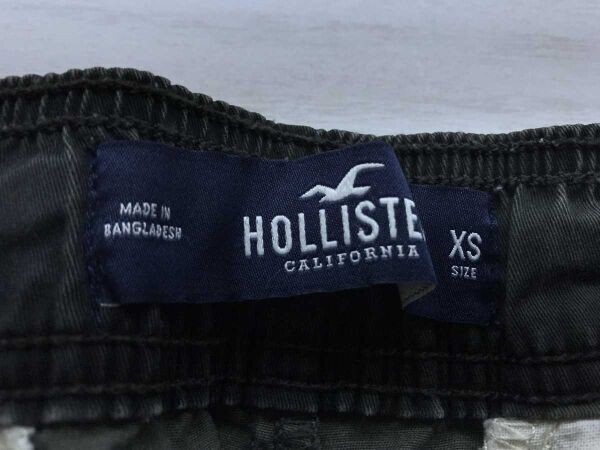 MADE IN
BANGLADESH
HOLLISTE
CALIFORNIA
XS
SIZE